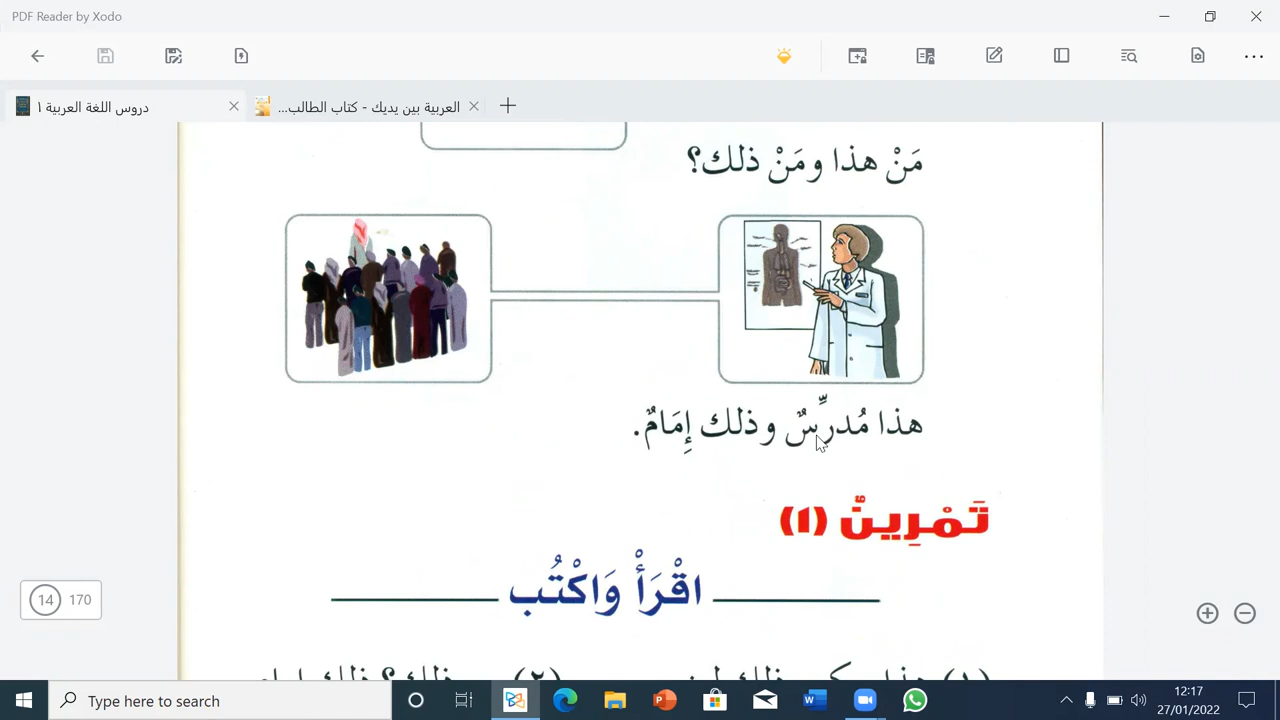 PDF Reader by Xodo
دروس اللغة العربية ١
العربية بين يديك - كتاب الطالب...
مَنْ هذا ومَنْ ذلك؟
هذا مُدرِّسٌ وذلك إِمَامٌ.
تَمْرِينٌ (١)
اقْرَأْ وَاكْتُب
14 170
Type here to search
12:17
27/01/2022